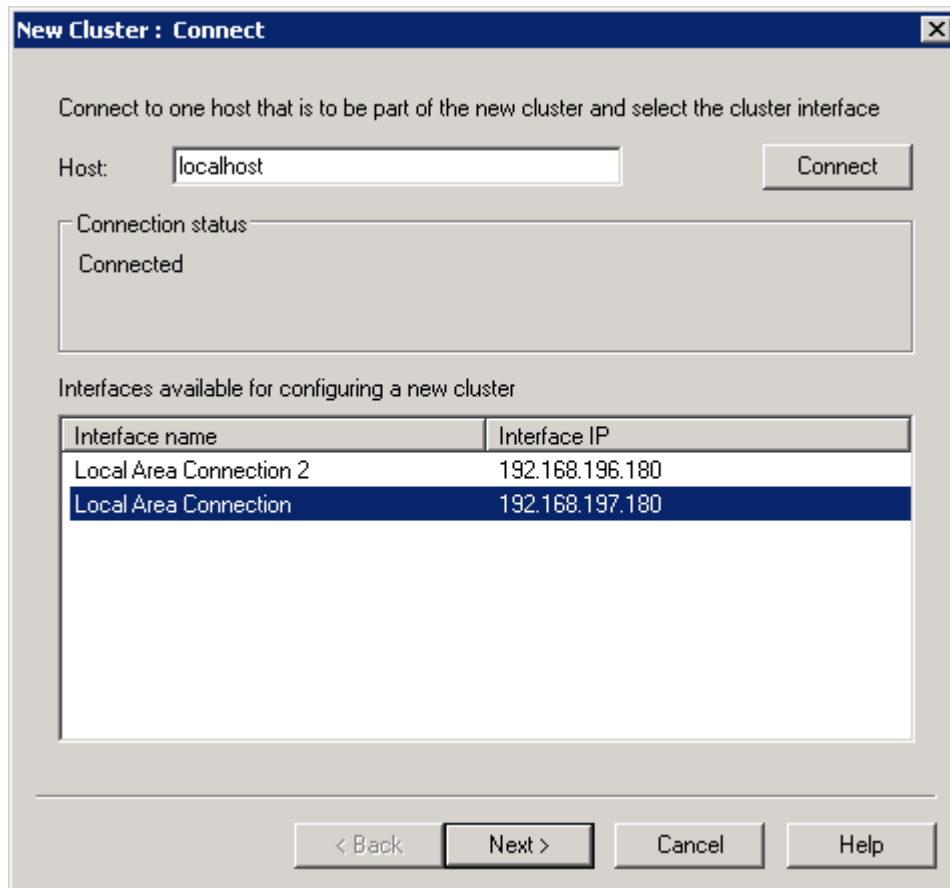 New Cluster : Connect
Connect to one host that is to be part of the new cluster and select the cluster interface
Host: localhost Connect
Connection status
Connected
Interfaces available for configuring a new cluster
Interface name Interface IP
Local Area Connection 2 192.168.196.180
Local Area Connection 192.168.197.180
< Back Next > Cancel Help